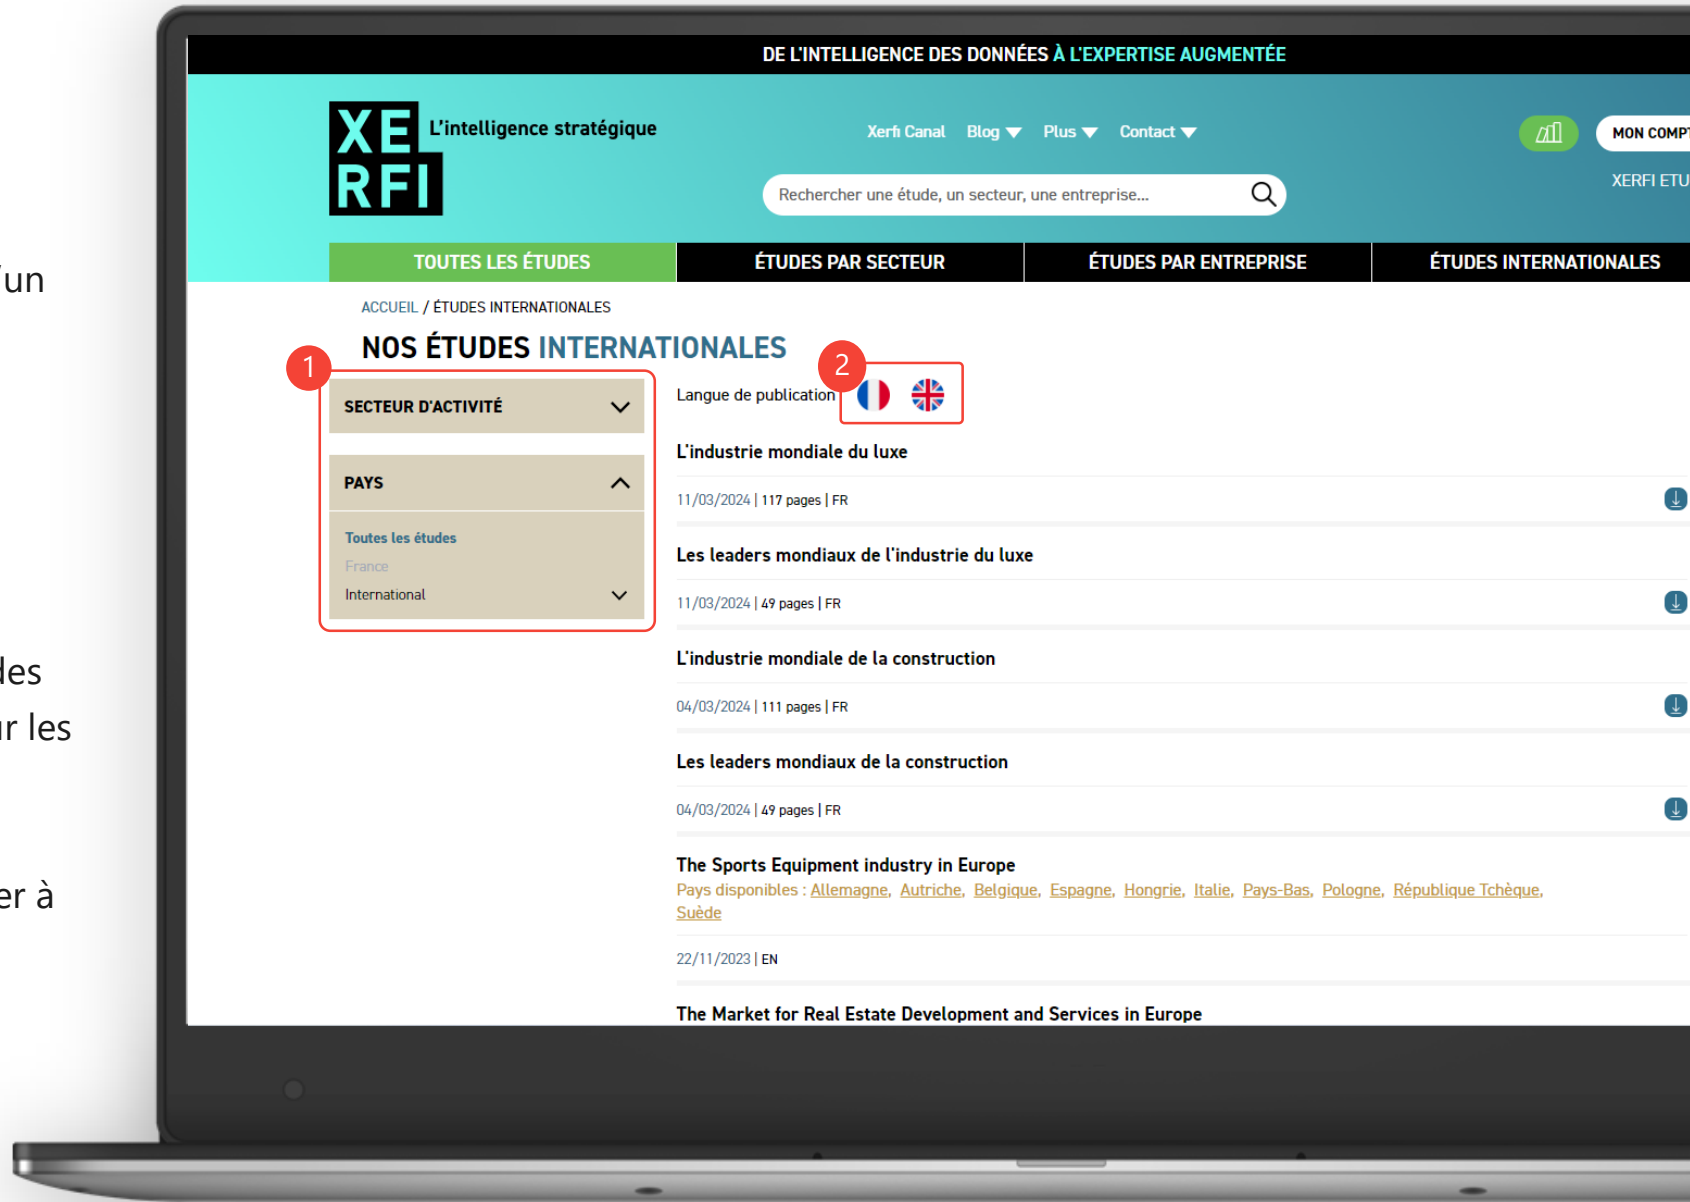 'un
des
ur les
er à
DE L'INTELLIGENCE DES DONNÉES À L'EXPERTISE AUGMENTÉE
XE
RFI
L'intelligence stratégique
Xerfi Canal Blog Plus Contact
MON COMPT
Rechercher une étude, un secteur, une entreprise...
XERFI ETU
TOUTES LES ÉTUDES ÉTUDES PAR SECTEUR ÉTUDES PAR ENTREPRISE ÉTUDES INTERNATIONALES
ACCUEIL / ÉTUDES INTERNATIONALES
NOS ÉTUDES INTERNATIONALES
1
SECTEUR D'ACTIVITÉ
PAYS
Toutes les études
France
International
2
Langue de publication
L'industrie mondiale du luxe
11/03/2024 | 117 pages | FR
Les leaders mondiaux de l'industrie du luxe
11/03/2024 | 49 pages | FR
L'industrie mondiale de la construction
04/03/2024 | 111 pages | FR
Les leaders mondiaux de la construction
04/03/2024 | 49 pages | FR
The Sports Equipment industry in Europe
Pays disponibles : Allemagne, Autriche, Belgique, Espagne, Hongrie, Italie, Pays-Bas, Pologne, République Tchèque,
Suède
22/11/2023 | EN
The Market for Real Estate Development and Services in Europe